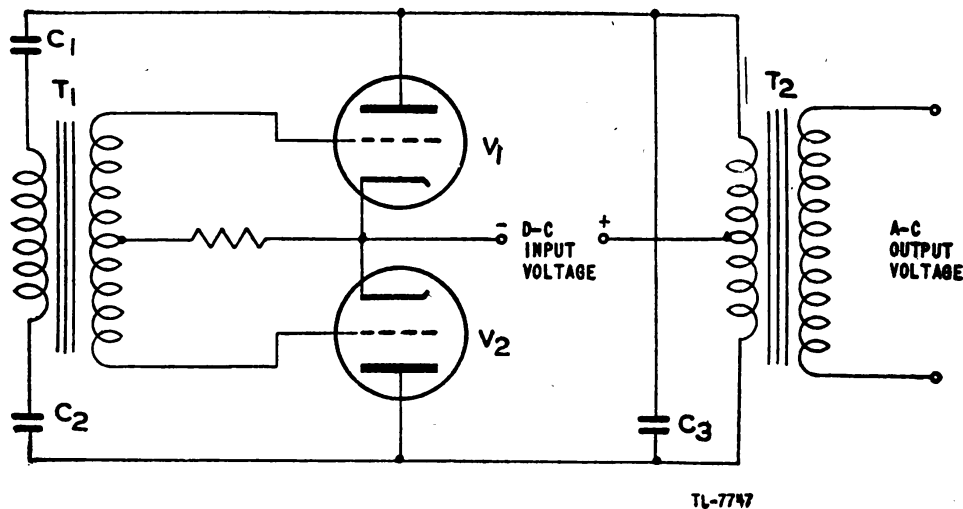 C1
T1
V1
T2
- D-C +
INPUT
VOLTAGE
A-C
OUTPUT
VOLTAGE
V2
C2
C3
TL-7747